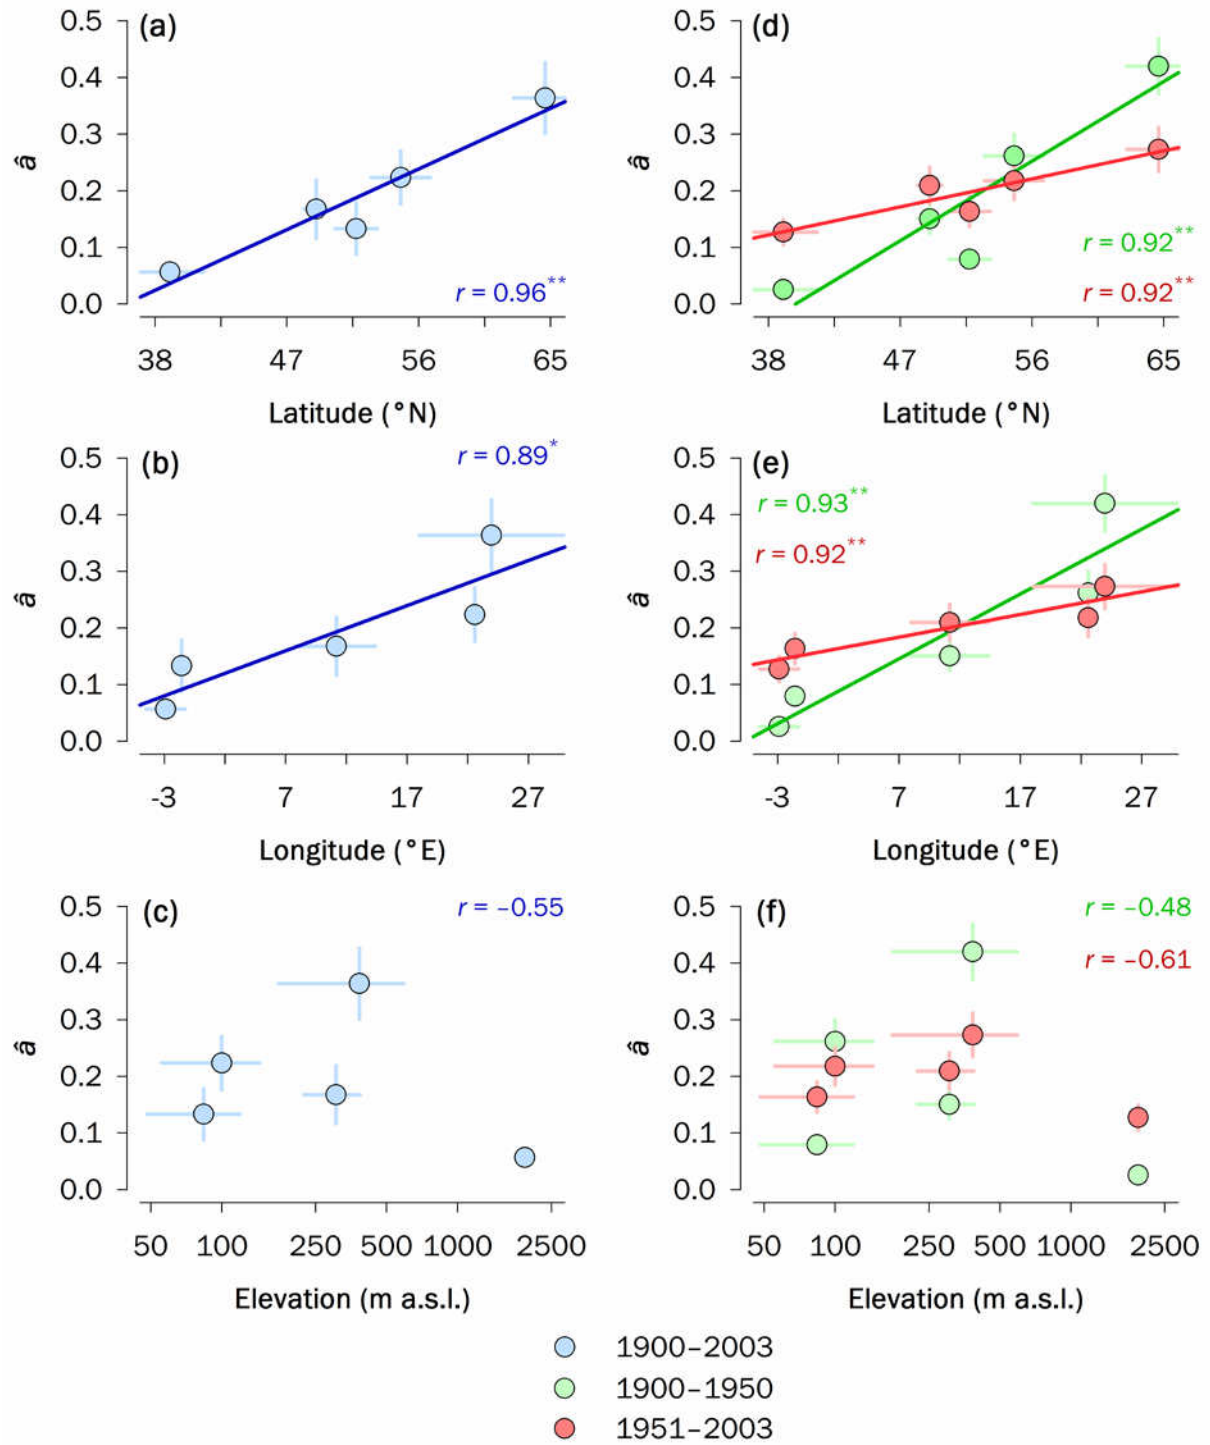 (a)
0.5
0.4
0.3
0.2
0.1
0.0
â
r = 0.96**
38 47 56 65
Latitude (°N)
(d)
0.5
0.4
0.3
0.2
0.1
0.0
â
r = 0.92**
r = 0.92**
38 47 56 65
Latitude (°N)
(b)
r = 0.89*
0.5
0.4
0.3
0.2
0.1
0.0
â
-3 7 17 27
Longitude (°E)
(e)
0.5
0.4
0.3
0.2
0.1
0.0
â
r = 0.93**
r = 0.92**
-3 7 17 27
Longitude (°E)
(c)
r = –0.55
0.5
0.4
0.3
0.2
0.1
0.0
â
50 100 250 500 1000 2500
Elevation (m a.s.l.)
(f)
r = –0.48
r = –0.61
0.5
0.4
0.3
0.2
0.1
0.0
â
50 100 250 500 1000 2500
Elevation (m a.s.l.)
1900–2003
1900–1950
1951–2003